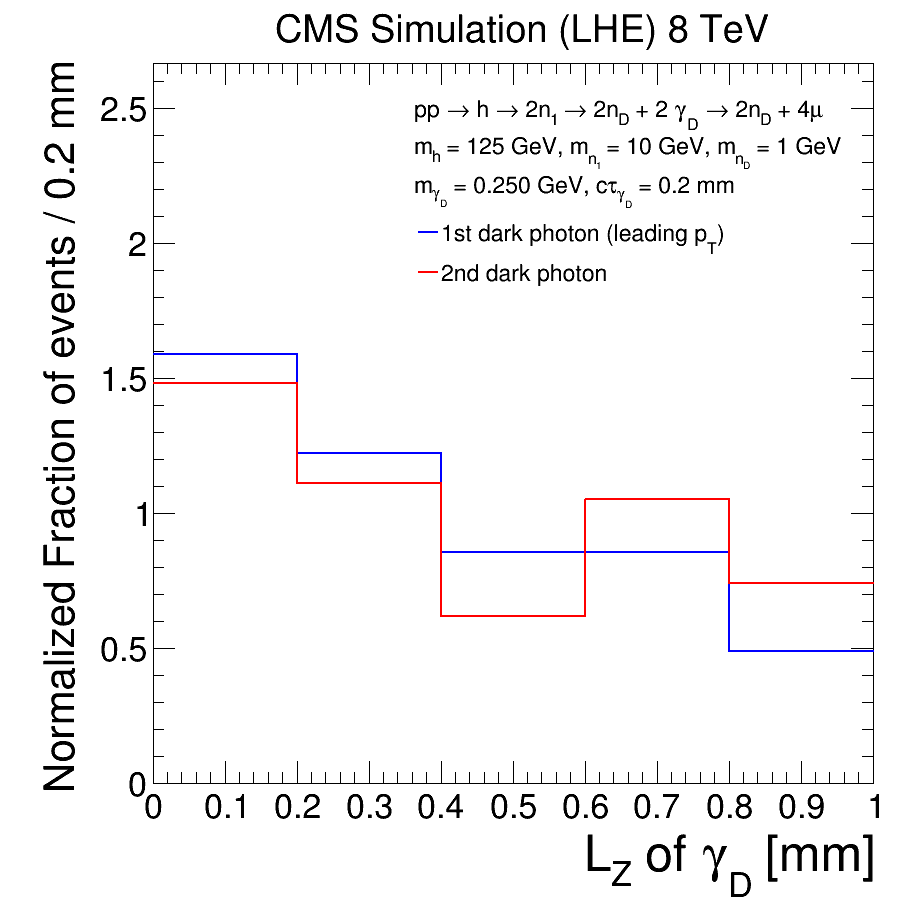 CMS Simulation (LHE) 8 TeV
Normalized Fraction of events / 0.2 mm
2.5
2
1.5
1
0.5
0
pp → h → 2n1 → 2nD + 2 γD → 2nD + 4μ
mh = 125 GeV, mn1 = 10 GeV, mnD = 1 GeV
mγD = 0.250 GeV, cτγD = 0.2 mm
1st dark photon (leading pT)
2nd dark photon
0 0.1 0.2 0.3 0.4 0.5 0.6 0.7 0.8 0.9 1
LZ of γD [mm]